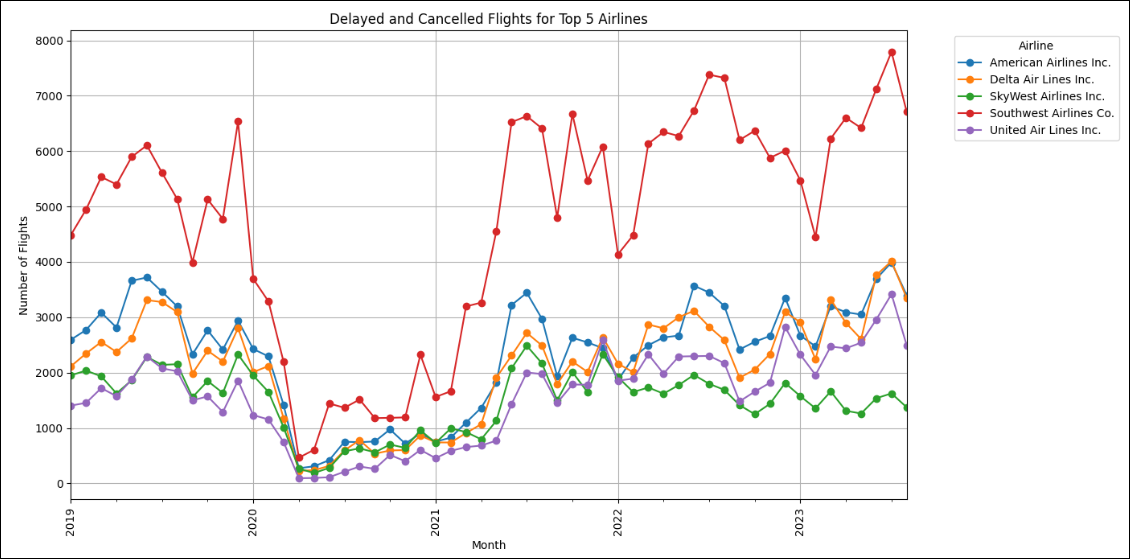 Delayed and Cancelled Flights for Top 5 Airlines
Number of Flights
8000
7000
6000
5000
4000
3000
2000
1000
0
2019
2020
2021
2022
2023
Month
Airline
American Airlines Inc.
Delta Air Lines Inc.
SkyWest Airlines Inc.
Southwest Airlines Co.
United Air Lines Inc.